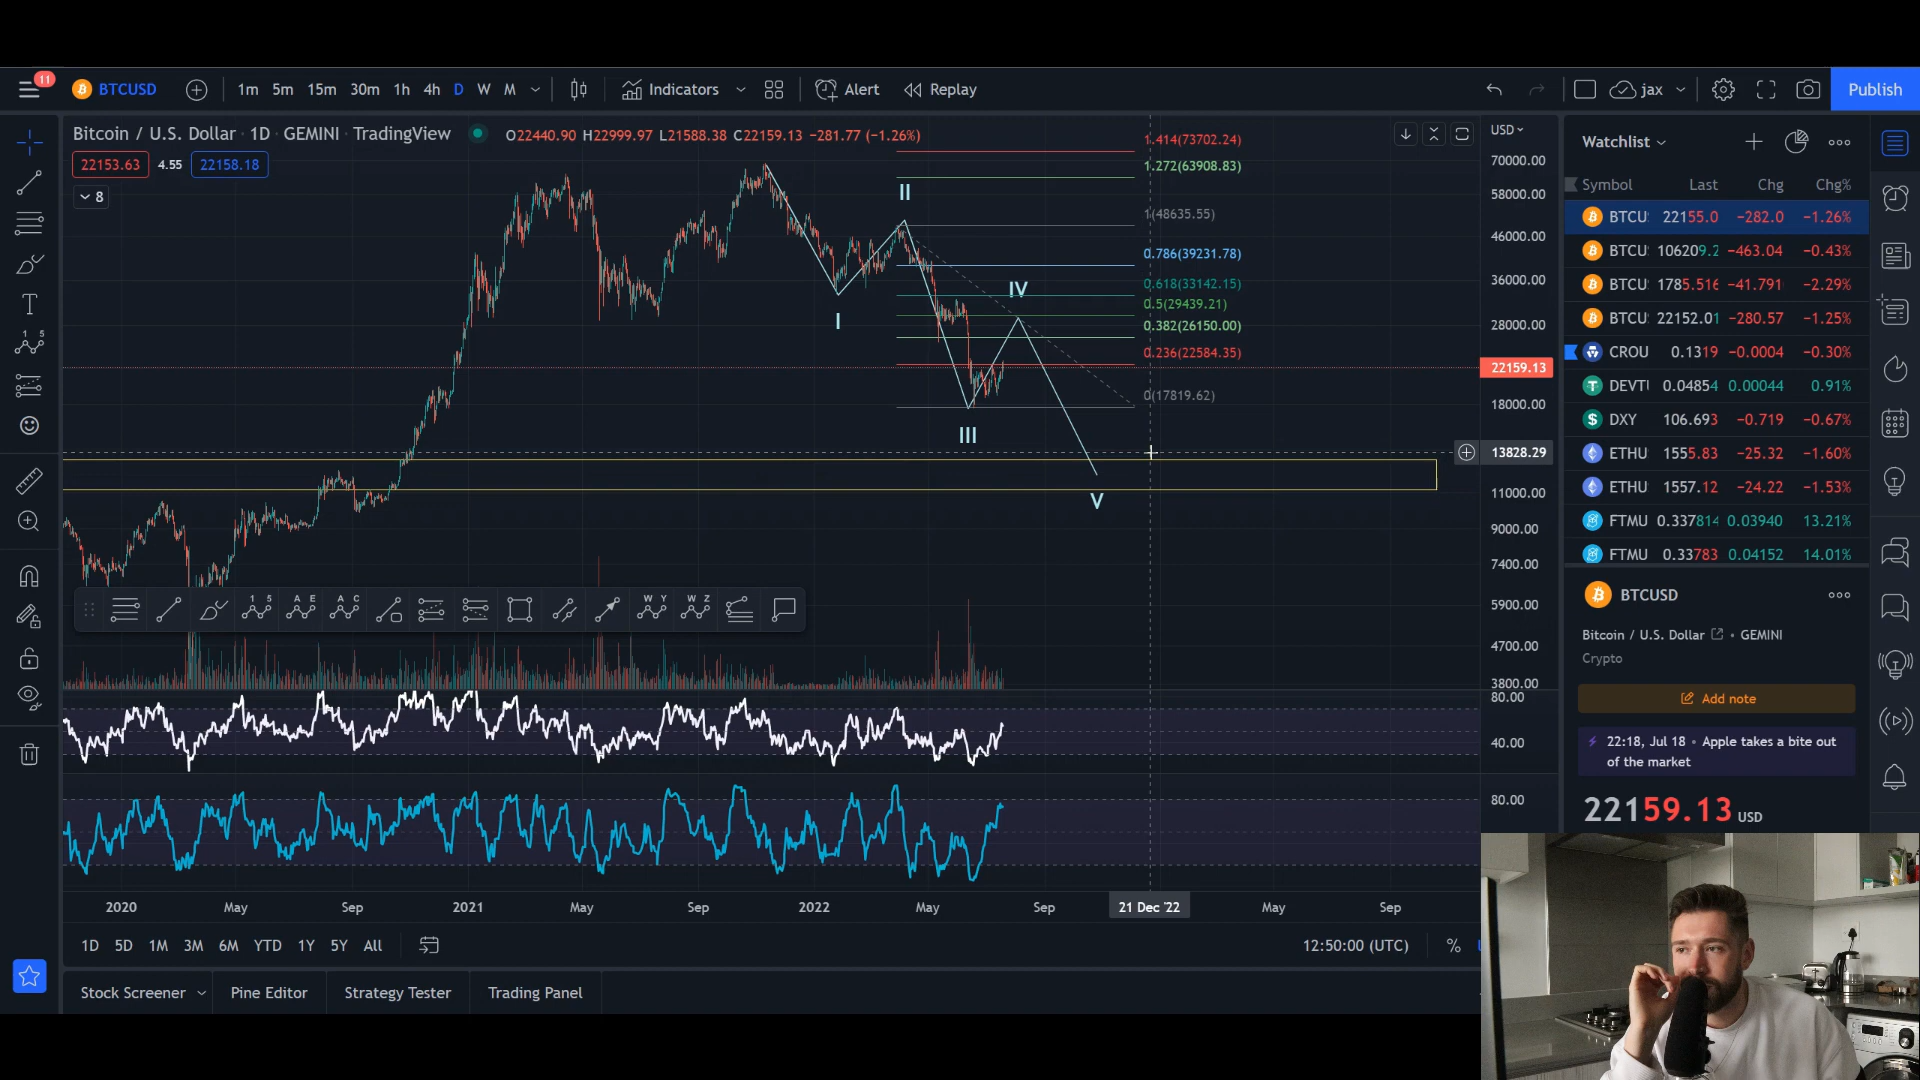 11
BTCUSD
1m 5m 15m 30m 1h 4h D W M
Indicators
Alert
Replay
jax
Publish
Bitcoin / U.S. Dollar · 1D · GEMINI · TradingView
O22440.90 H22999.97 L21588.38 C22159.13 −281.77 (−1.26%)
22153.63 4.55 22158.18
8
USD
1.414(73702.24)
1.272(63908.83)
1(48635.55)
0.786(39231.78)
0.618(33142.15)
0.5(29439.21)
0.382(26150.00)
0.236(22584.35)
0(17819.62)
I
II
III
IV
V
70000.00
58000.00
46000.00
36000.00
28000.00
22159.13
18000.00
13828.29
11000.00
9000.00
7400.00
5900.00
4700.00
3800.00
80.00
40.00
80.00
2020 May Sep 2021 May Sep 2022 May Sep 21 Dec '22 May Sep
1D 5D 1M 3M 6M YTD 1Y 5Y All
12:50:00 (UTC) %
Stock Screener Pine Editor Strategy Tester Trading Panel
Watchlist
Symbol Last Chg Chg%
BTCU 22155.0 −282.0 −1.26%
BTCU 106209.2 −463.04 −0.43%
BTCU 1785.516 −41.791 −2.29%
BTCU 22152.01 −280.57 −1.25%
CROU 0.1319 −0.0004 −0.30%
DEVT 0.04854 0.00044 0.91%
DXY 106.693 −0.719 −0.67%
ETHU 1555.83 −25.32 −1.60%
ETHU 1557.12 −24.22 −1.53%
FTMU 0.337814 0.03940 13.21%
FTMU 0.33783 0.04152 14.01%
BTCUSD
Bitcoin / U.S. Dollar • GEMINI
Crypto
Add note
22:18, Jul 18 • Apple takes a bite out
of the market
22159.13 USD